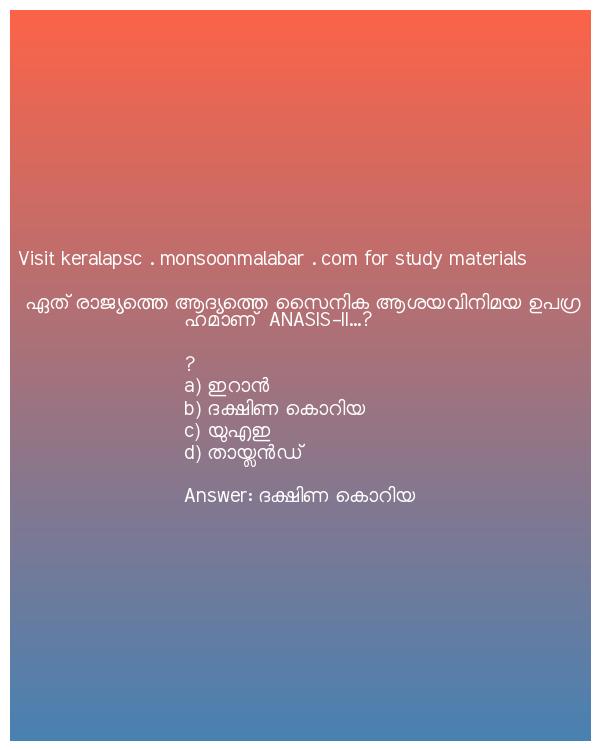 Visit keralapsc . monsoonmalabar . com for study materials
ഏത് രാജ്യത്തെ ആദ്യത്തെ സൈനിക ആശയവിനിമയ ഉപഗ്ര
ഹമാണ് ANASIS-II...?
?
a) ഇറാൻ
b) ദക്ഷിണ കൊറിയ
c) യുഎഇ
d) തായ്ലൻഡ്
Answer: ദക്ഷിണ കൊറിയ